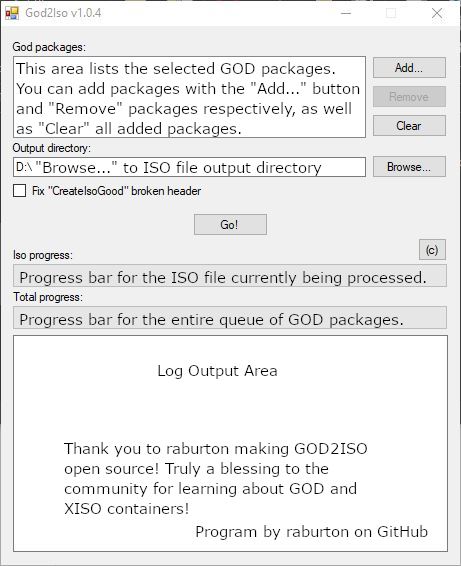 God2Iso v1.0.4
God packages:
This area lists the selected GOD packages.
You can add packages with the "Add..." button
and "Remove" packages respectively, as well
as "Clear" all added packages.
Add...
Remove
Clear
Output directory:
D:\ "Browse..." to ISO file output directory
Browse...
Fix "CreateIsoGood" broken header
Go!
(c)
Iso progress:
Progress bar for the ISO file currently being processed.
Total progress:
Progress bar for the entire queue of GOD packages.
Log Output Area
Thank you to raburton making GOD2ISO
open source! Truly a blessing to the
community for learning about GOD and
XISO containers!
Program by raburton on GitHub